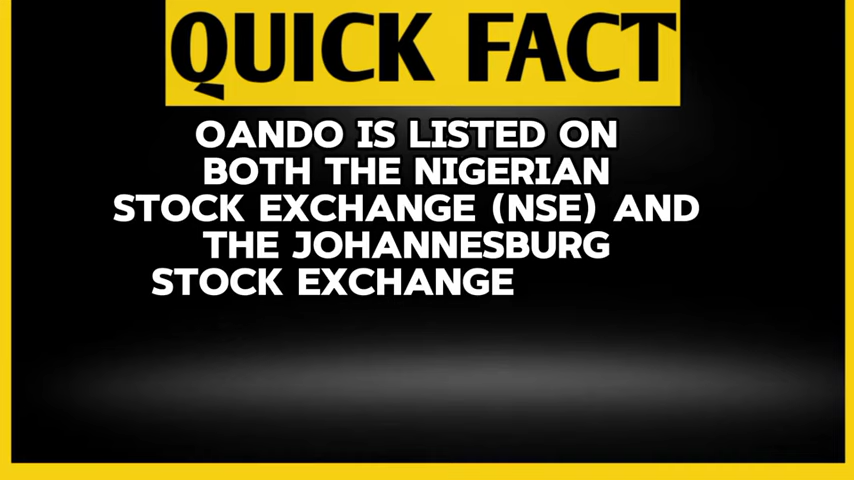 QUICK FACT
OANDO IS LISTED ON
BOTH THE NIGERIAN
STOCK EXCHANGE (NSE) AND
THE JOHANNESBURG
STOCK EXCHANGE